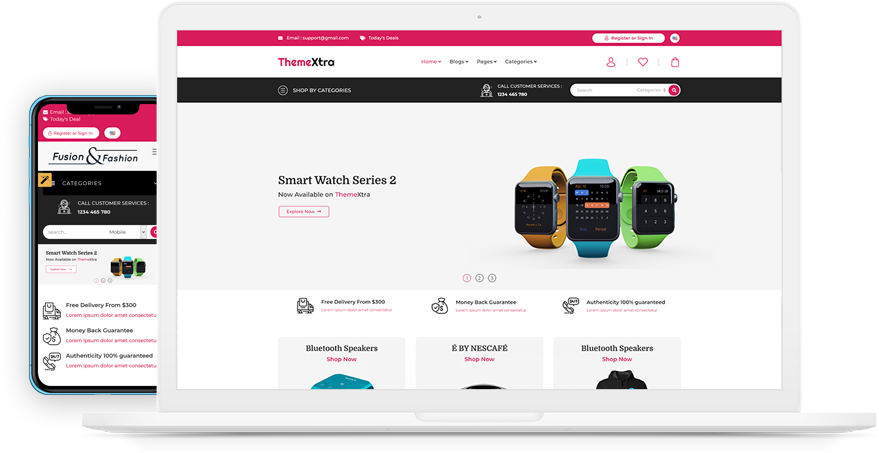 Email : support@gmail.com
Today's Deals
Register or Sign In
ThemeXtra
Home
Blogs
Pages
Categories
SHOP BY CATEGORIES
CALL CUSTOMER SERVICES :
1234 465 780
Search
Categories
Smart Watch Series 2
Now Available on ThemeXtra
Explore Now
1 2 3
Free Delivery From $300
Lorem ipsum dolor amet consectetur
Money Back Guarantee
Lorem ipsum dolor amet consectetur
Authenticity 100% guaranteed
Lorem ipsum dolor amet consectetur
Bluetooth Speakers
Shop Now
É BY NESCAFÉ
Shop Now
Bluetooth Speakers
Shop Now
Email :
Today's Deal
Register or Sign In
Fusion & Fashion
CATEGORIES
CALL CUSTOMER SERVICES :
1234 465 780
search...
Mobile
Smart Watch Series 2
Now Available on ThemeXtra
Explore Now
Free Delivery From $300
Lorem ipsum dolor amet consectetur
Money Back Guarantee
Lorem ipsum dolor amet consectetur
24/7
Authenticity 100% guaranteed
Lorem ipsum dolor amet consectetur